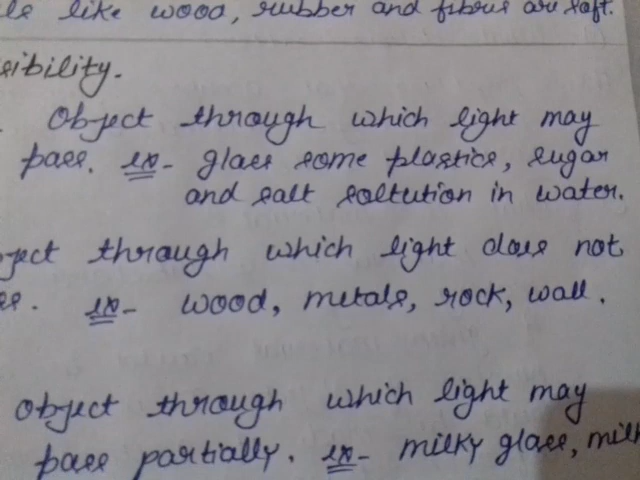 like wood, rubber and fibrus are soft.
sibility.
Object through which light may
pass. ex- glass some plastics, sugar
and salt soltution in water.
ject through which light does not
ex- wood, metals, rock, wall.
Object through which light may
pass partially. ex- milky glass, milk